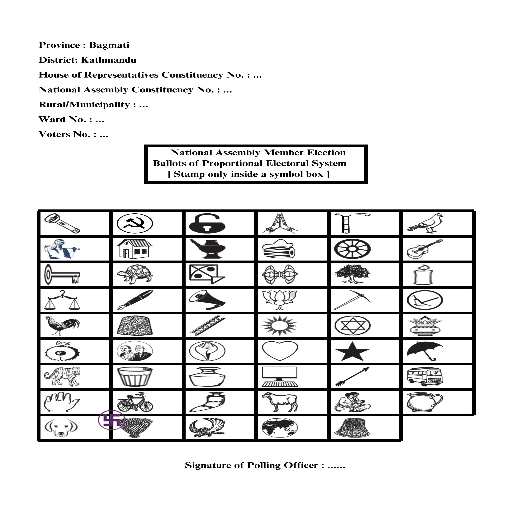 Province : Bagmati
District: Kathmandu
House of Representatives Constituency No. : ...
National Assembly Constituency No. : ...
Rural/Municipality : ...
Ward No. : ...
Voters No. : ...
National Assembly Member Election
Ballots of Proportional Electoral System
[ Stamp only inside a symbol box ]
Signature of Polling Officer : ......